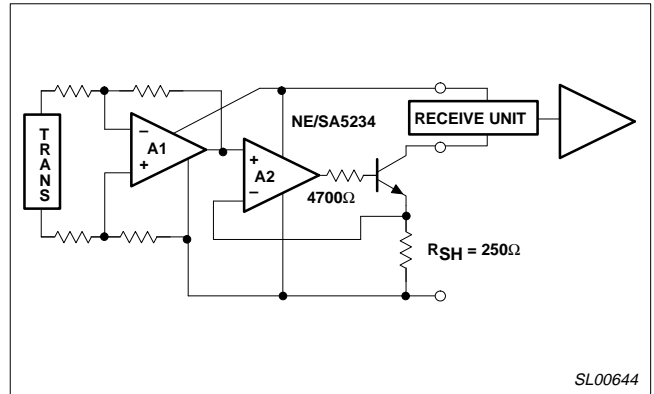 TRANS
−
A1
+
+
A2
−
NE/SA5234
4700Ω
RECEIVE UNIT
RSH = 250Ω
SL00644